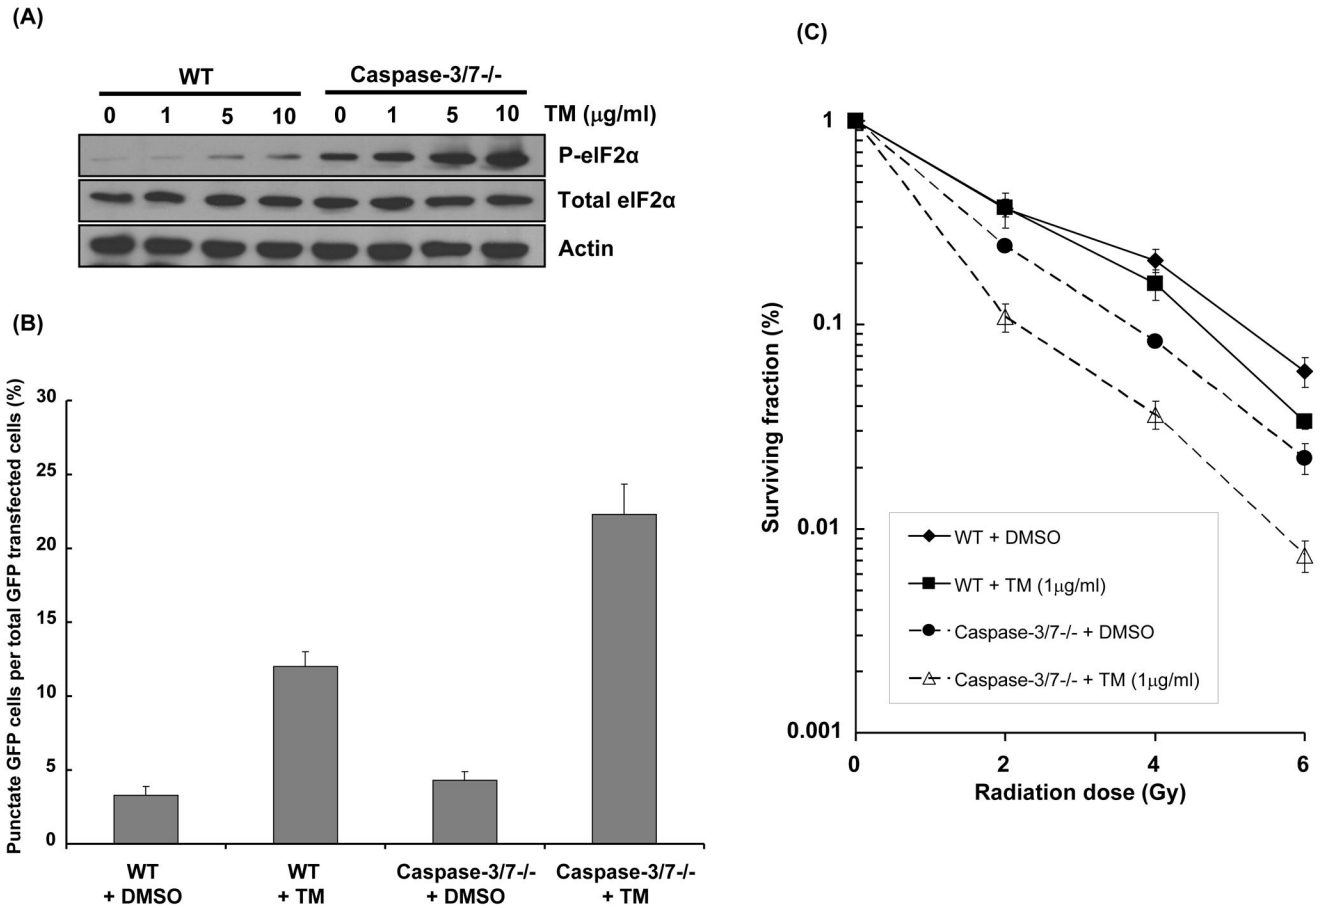 (A)
WT Caspase-3/7-/-
0 1 5 10 0 1 5 10 TM (μg/ml)
P-eIF2α
Total eIF2α
Actin
(B)
Punctate GFP cells per total GFP transfected cells (%)
30
25
20
15
10
5
0
WT
+ DMSO
WT
+ TM
Caspase-3/7-/-
+ DMSO
Caspase-3/7-/-
+ TM
(C)
Surviving fraction (%)
1
0.1
0.01
0.001
0 2 4 6
Radiation dose (Gy)
WT + DMSO
WT + TM (1μg/ml)
Caspase-3/7-/- + DMSO
Caspase-3/7-/- + TM (1μg/ml)